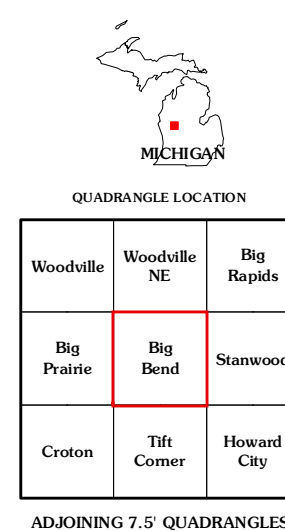 MICHIGAN
QUADRANGLE LOCATION
Woodville
Woodville
NE
Big
Rapids
Big
Prairie
Big
Bend
Stanwood
Croton
Tift
Corner
Howard
City
ADJOINING 7.5' QUADRANGLES